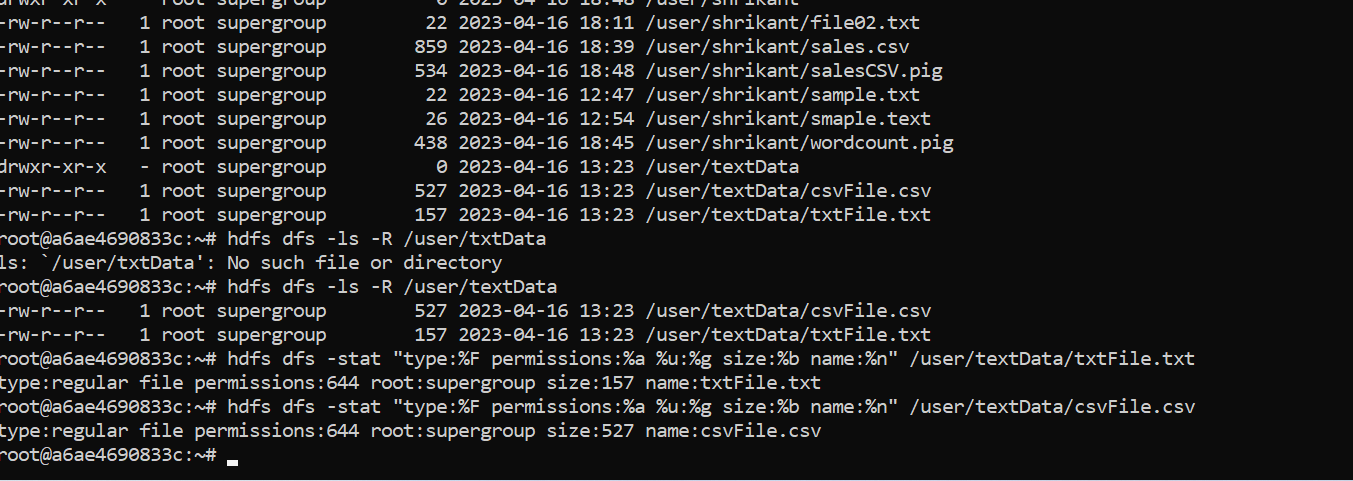 drwxr-xr-x   - root supergroup          0 2023-04-16 18:48 /user/shrikant
-rw-r--r--   1 root supergroup         22 2023-04-16 18:11 /user/shrikant/file02.txt
-rw-r--r--   1 root supergroup        859 2023-04-16 18:39 /user/shrikant/sales.csv
-rw-r--r--   1 root supergroup        534 2023-04-16 18:48 /user/shrikant/salesCSV.pig
-rw-r--r--   1 root supergroup         22 2023-04-16 12:47 /user/shrikant/sample.txt
-rw-r--r--   1 root supergroup         26 2023-04-16 12:54 /user/shrikant/smaple.text
-rw-r--r--   1 root supergroup        438 2023-04-16 18:45 /user/shrikant/wordcount.pig
drwxr-xr-x   - root supergroup          0 2023-04-16 13:23 /user/textData
-rw-r--r--   1 root supergroup        527 2023-04-16 13:23 /user/textData/csvFile.csv
-rw-r--r--   1 root supergroup        157 2023-04-16 13:23 /user/textData/txtFile.txt
root@a6ae4690833c:~# hdfs dfs -ls -R /user/txtData
ls: `/user/txtData': No such file or directory
root@a6ae4690833c:~# hdfs dfs -ls -R /user/textData
-rw-r--r--   1 root supergroup        527 2023-04-16 13:23 /user/textData/csvFile.csv
-rw-r--r--   1 root supergroup        157 2023-04-16 13:23 /user/textData/txtFile.txt
root@a6ae4690833c:~# hdfs dfs -stat "type:%F permissions:%a %u:%g size:%b name:%n" /user/textData/txtFile.txt
type:regular file permissions:644 root:supergroup size:157 name:txtFile.txt
root@a6ae4690833c:~# hdfs dfs -stat "type:%F permissions:%a %u:%g size:%b name:%n" /user/textData/csvFile.csv
type:regular file permissions:644 root:supergroup size:527 name:csvFile.csv
root@a6ae4690833c:~#